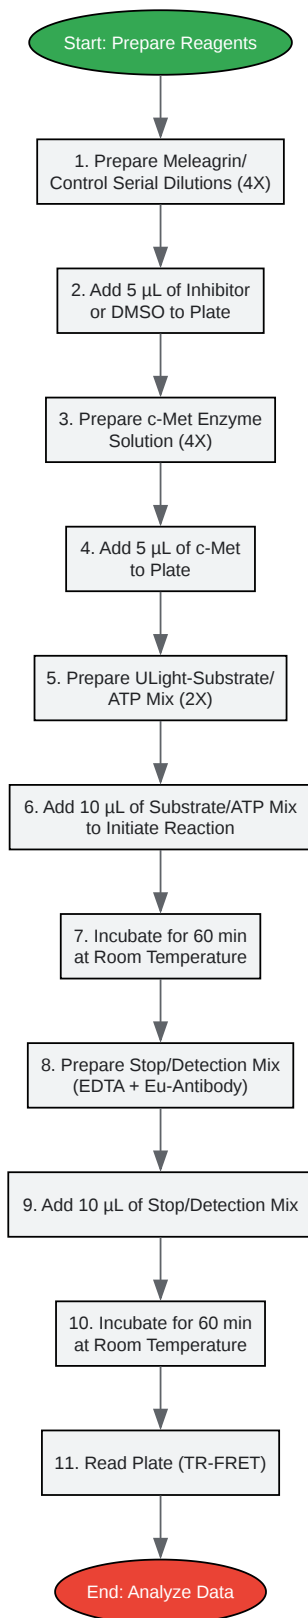 Start: Prepare Reagents
1. Prepare Meleagrin/
Control Serial Dilutions (4X)
2. Add 5 µL of Inhibitor
or DMSO to Plate
3. Prepare c-Met Enzyme
Solution (4X)
4. Add 5 µL of c-Met
to Plate
5. Prepare ULight-Substrate/
ATP Mix (2X)
6. Add 10 µL of Substrate/ATP Mix
to Initiate Reaction
7. Incubate for 60 min
at Room Temperature
8. Prepare Stop/Detection Mix
(EDTA + Eu-Antibody)
9. Add 10 µL of Stop/Detection Mix
10. Incubate for 60 min
at Room Temperature
11. Read Plate (TR-FRET)
End: Analyze Data